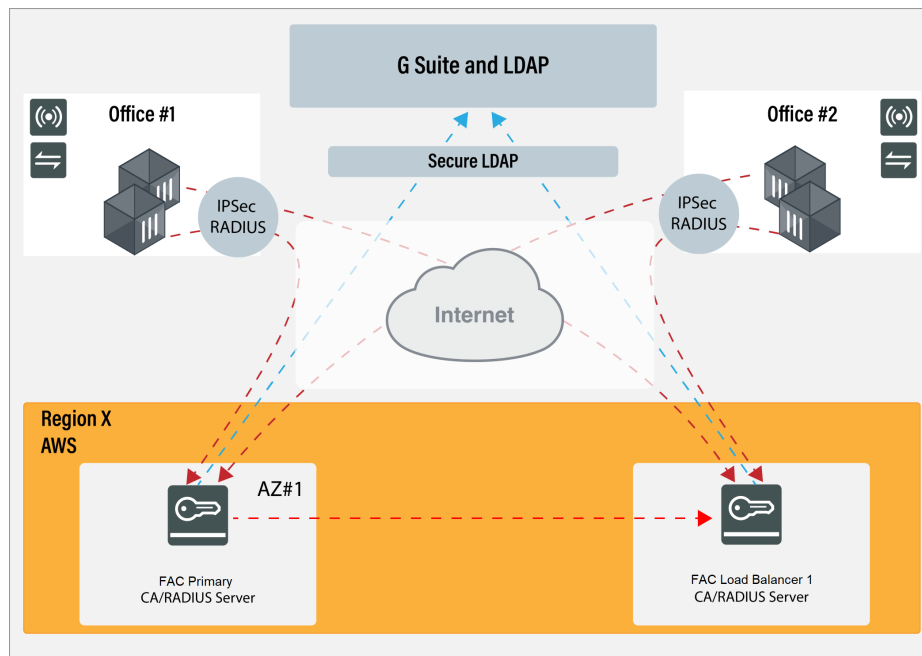 G Suite and LDAP
Office #1
Office #2
Secure LDAP
IPSec
RADIUS
IPSec
RADIUS
Internet
Region X
AWS
AZ#1
FAC Primary
CA/RADIUS Server
FAC Load Balancer 1
CA/RADIUS Server